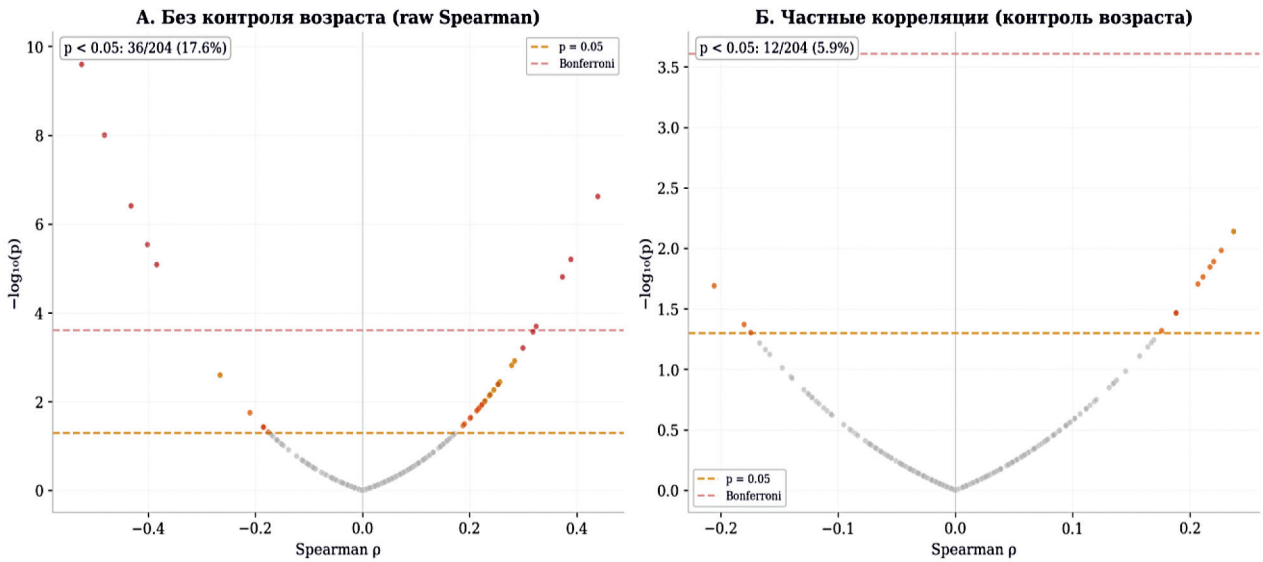 А. Без контроля возраста (raw Spearman)
p < 0.05: 36/204 (17.6%)
p = 0.05
Bonferroni
10
8
6
4
2
0
−log₁₀(p)
−0.4
−0.2
0.0
0.2
0.4
Spearman ρ
Б. Частные корреляции (контроль возраста)
p < 0.05: 12/204 (5.9%)
3.5
3.0
2.5
2.0
1.5
1.0
0.5
0.0
−log₁₀(p)
p = 0.05
Bonferroni
−0.2
−0.1
0.0
0.1
0.2
Spearman ρ